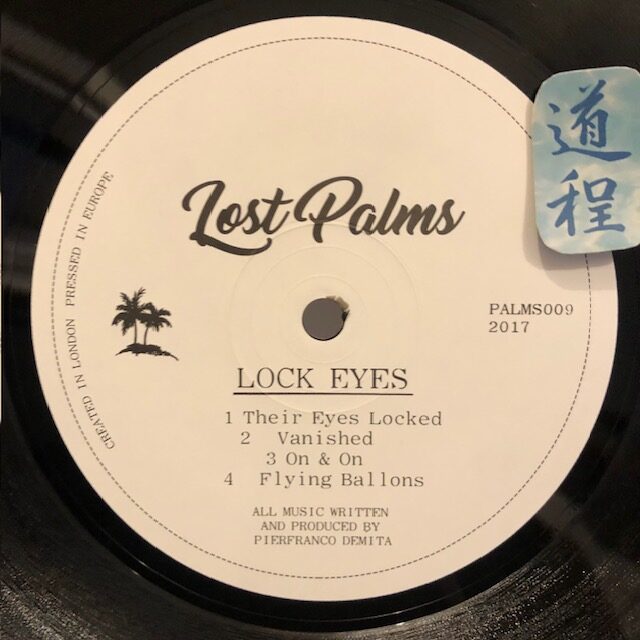 Lost Palms
道程
CREATED IN LONDON PRESSED IN EUROPE
PALMS009
2017
LOCK EYES
1 Their Eyes Locked
2 Vanished
3 On & On
4 Flying Ballons
ALL MUSIC WRITTEN
AND PRODUCED BY
PIERFRANCO DEMITA